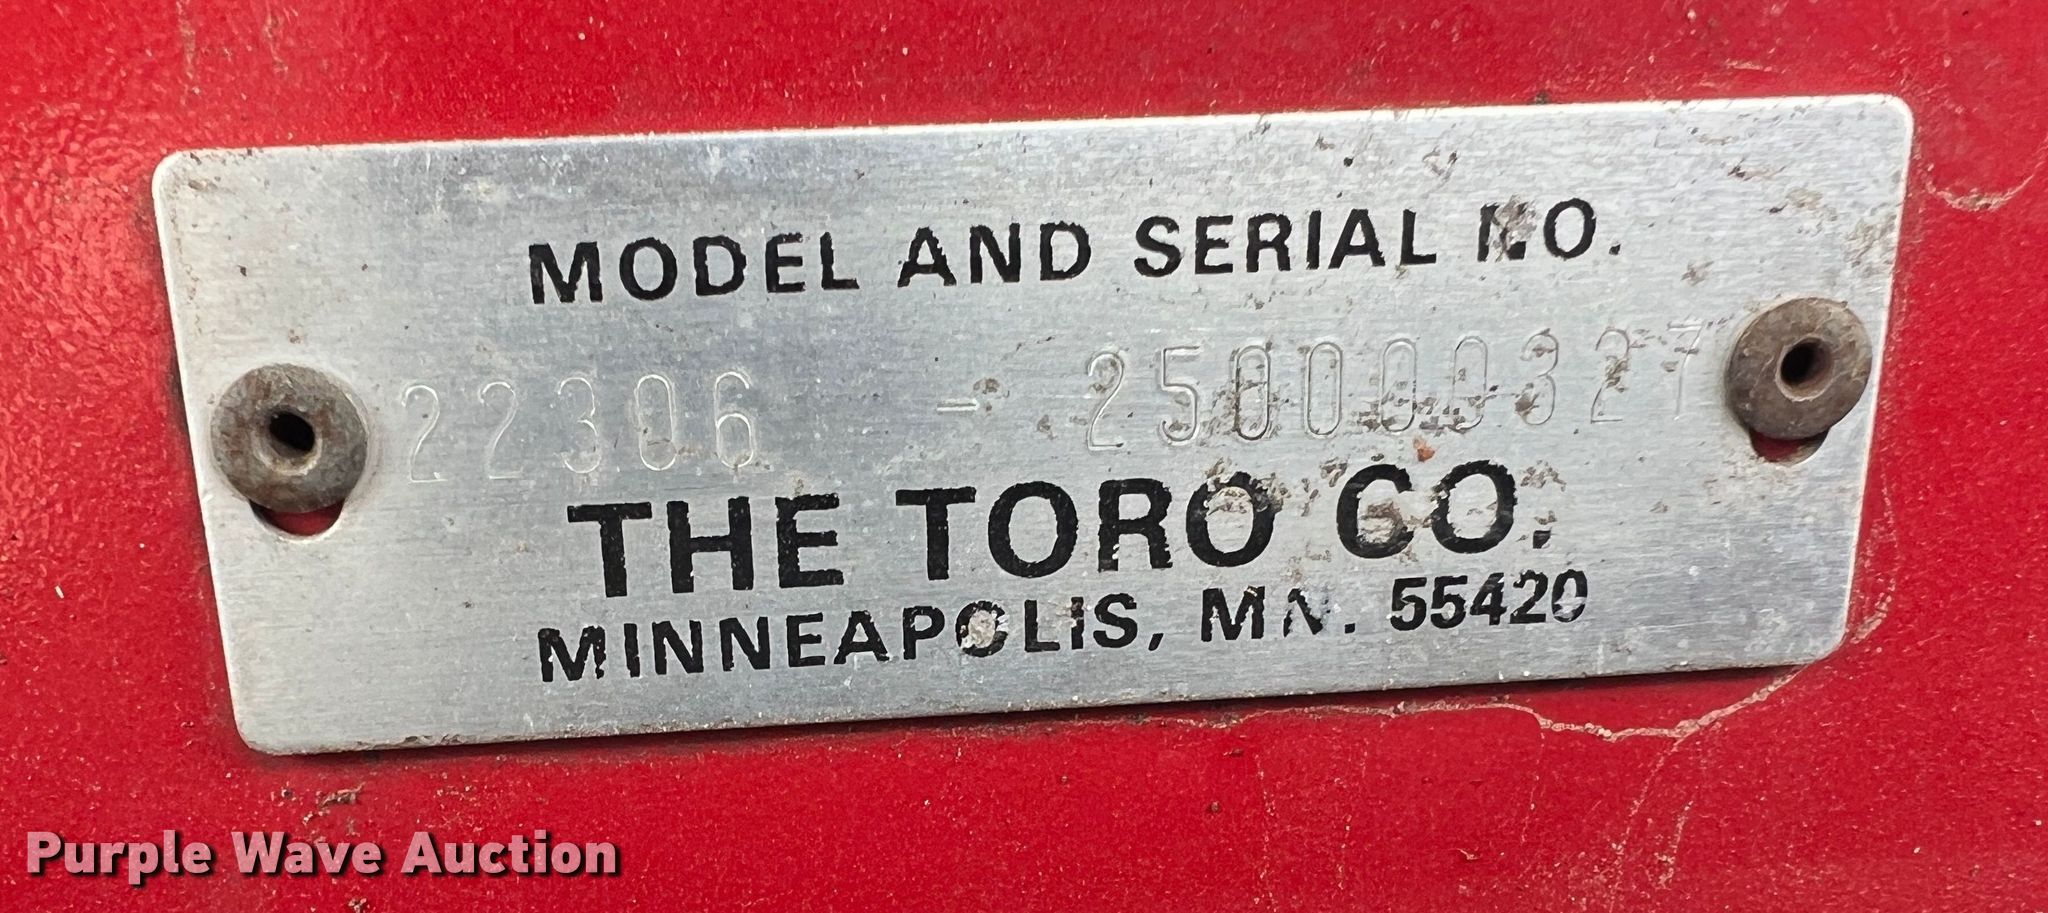 MODEL AND SERIAL NO.
22306 - 250000327
THE TORO CO.
MINNEAPOLIS, MN. 55420
Purple Wave Auction